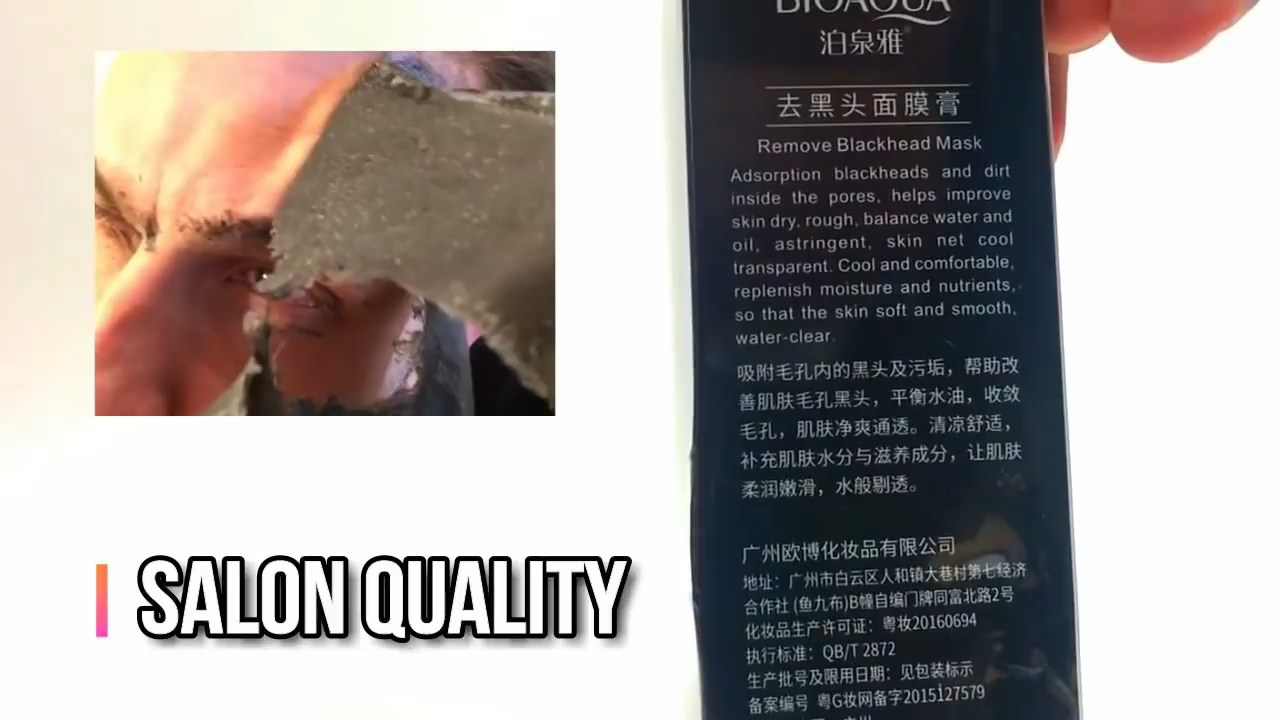 BIOAQUA
泊泉雅
去黑头面膜膏
Remove Blackhead Mask
Adsorption blackheads and dirt
inside the pores, helps improve
skin dry, rough, balance water and
oil, astringent, skin net cool
transparent. Cool and comfortable,
replenish moisture and nutrients,
so that the skin soft and smooth,
water-clear.
吸附毛孔内的黑头及污垢，帮助改
善肌肤毛孔黑头，平衡水油，收敛
毛孔，肌肤净爽通透。清凉舒适，
补充肌肤水分与滋养成分，让肌肤
柔润嫩滑，水般剔透。
广州欧博化妆品有限公司
地址：广州市白云区人和镇大巷村第七经济
合作社 (鱼九布)B幢自编门牌同富北路2号
化妆品生产许可证：粤妆20160694
执行标准：QB/T 2872
生产批号及限用日期：见包装标示
备案编号 粤G妆网备字2015127579
SALON QUALITY